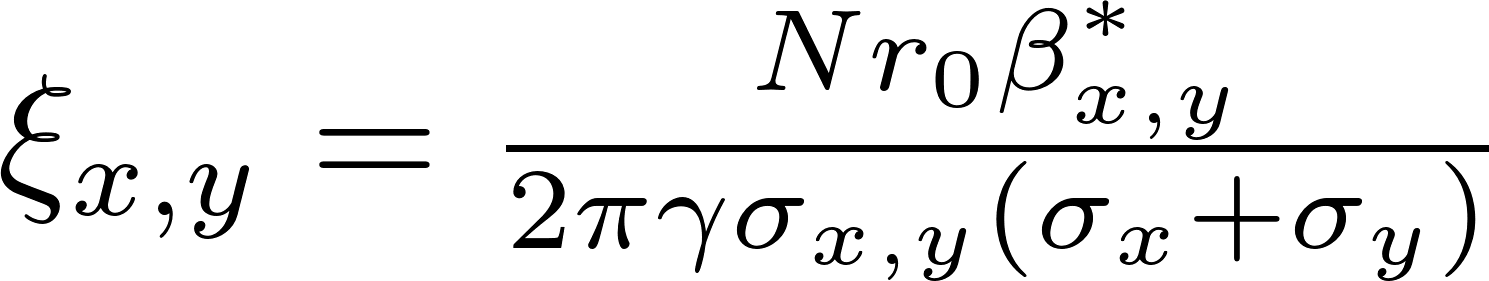 ξ_{x,y} = \frac{N r_0 β^*_{x,y}}{2πγσ_{x,y}(σ_x+σ_y)}